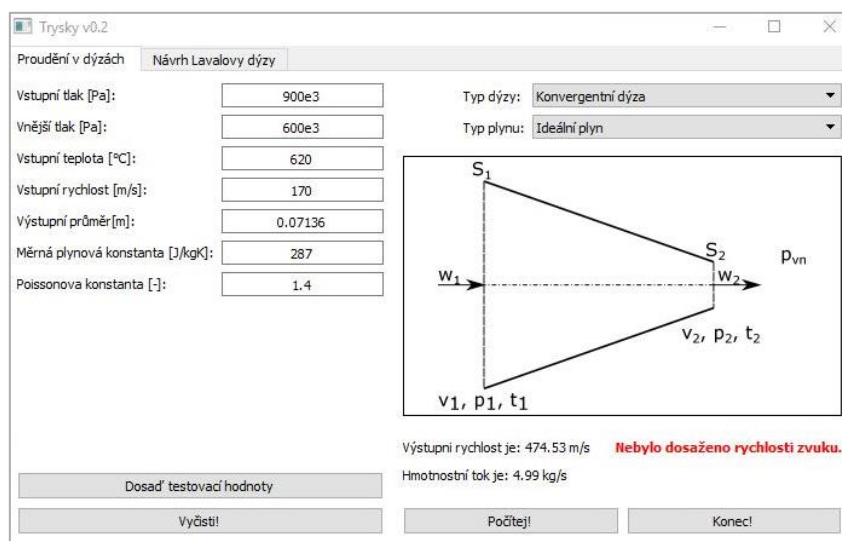 Trysky v0.2
Proudění v dýzách
Návrh Lavalovy dýzy
Vstupní tlak [Pa]: 900e3
Vnější tlak [Pa]: 600e3
Vstupní teplota [°C]: 620
Vstupní rychlost [m/s]: 170
Výstupní průměr[m]: 0.07136
Měrná plynová konstanta [J/kgK]: 287
Poissonova konstanta [-]: 1.4
Typ dýzy: Konvergentní dýza
Typ plynu: Ideální plyn
S1
S2
pvn
w1
w2
v2, p2, t2
v1, p1, t1
Výstupni rychlost je: 474.53 m/s Nebylo dosaženo rychlosti zvuku.
Hmotnostní tok je: 4.99 kg/s
Dosaď testovací hodnoty
Vyčisti!
Počítej!
Konec!